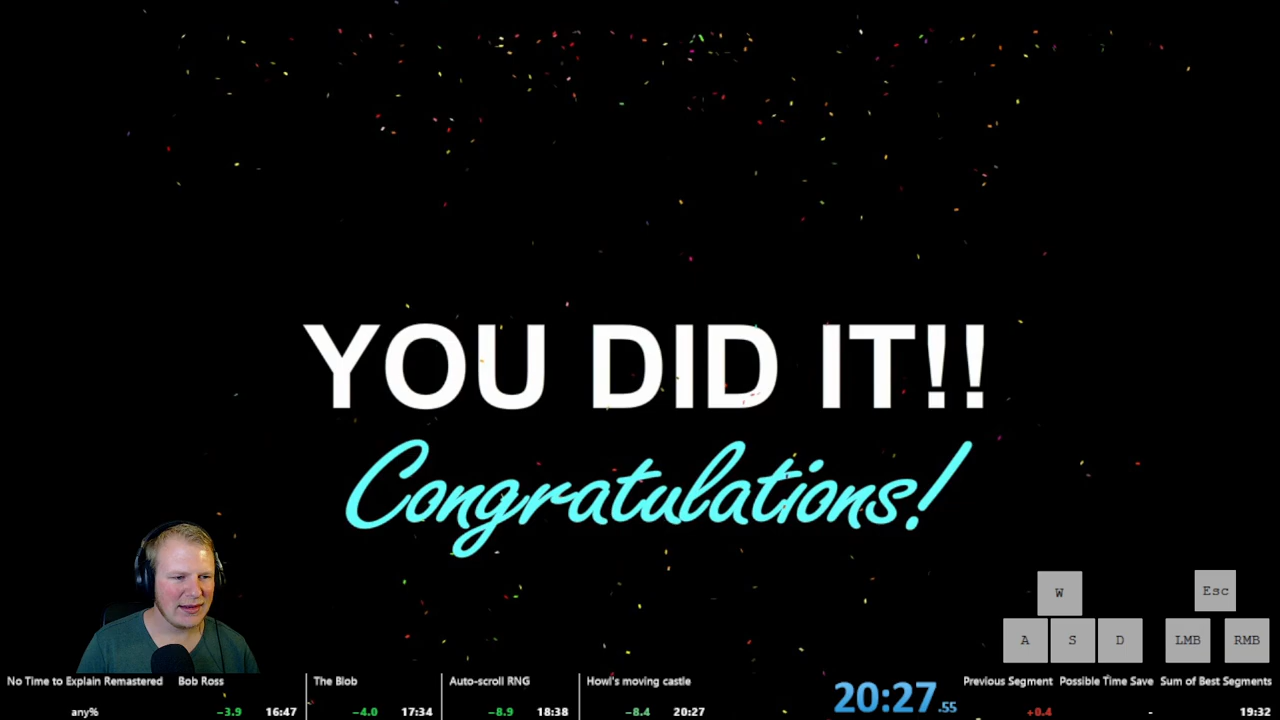 YOU DID IT!!
Congratulations!
W
Esc
A S D LMB RMB
No Time to Explain Remastered Bob Ross The Blob Auto-scroll RNG Howl's moving castle 20:27.55 Previous Segment Possible Time Save Sum of Best Segments
any% −3.9 16:47 −4.0 17:34 −8.9 18:38 −8.4 20:27 +0.4 - 19:32